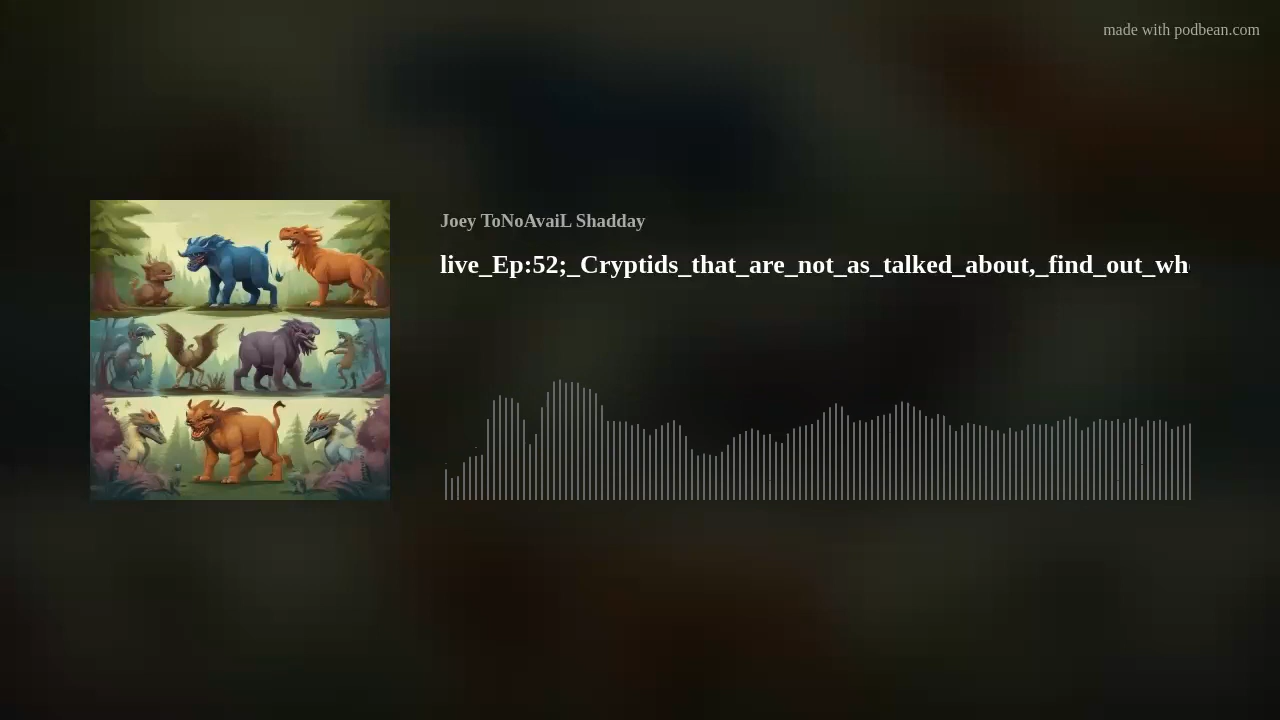 made with podbean.com
Joey ToNoAvaiL Shadday
live_Ep:52;_Cryptids_that_are_not_as_talked_about,_find_out_wh